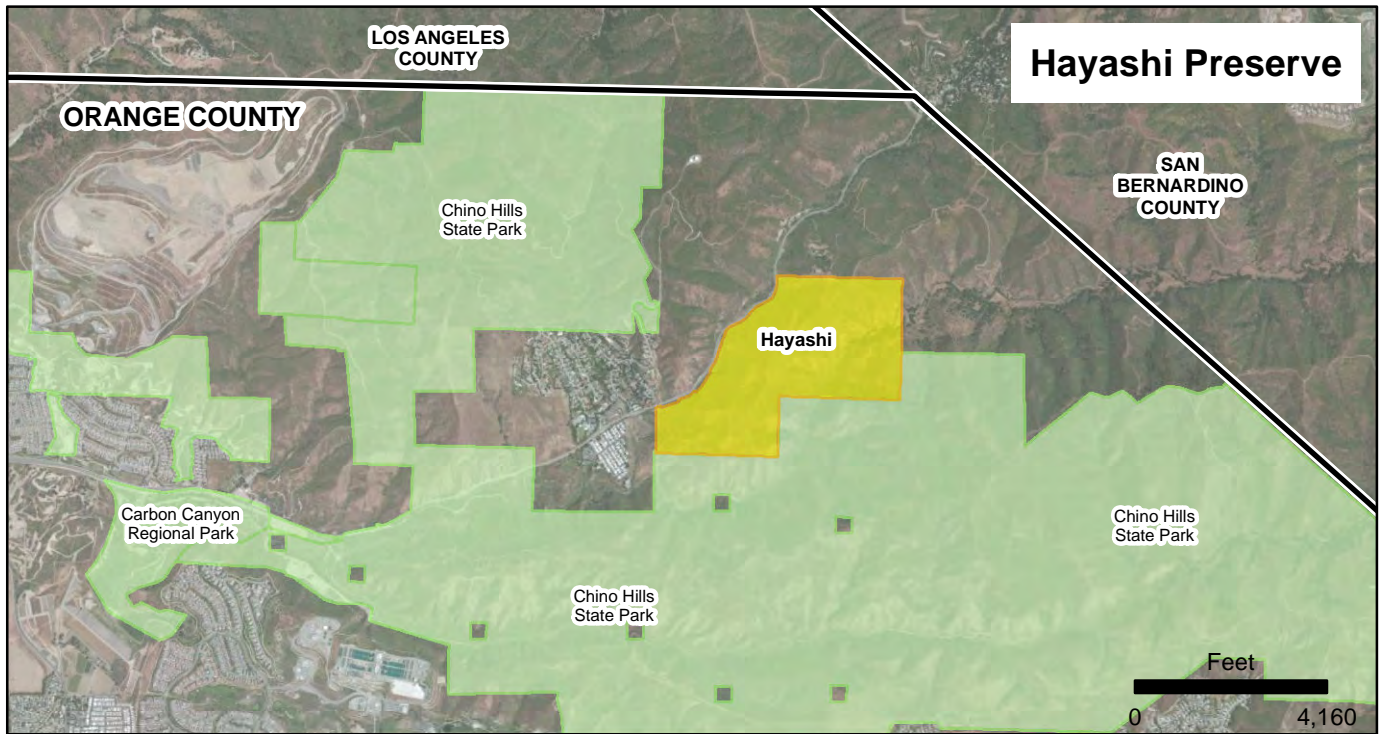 LOS ANGELES
COUNTY
Hayashi Preserve
ORANGE COUNTY
SAN
BERNARDINO
COUNTY
Chino Hills
State Park
Hayashi
Carbon Canyon
Regional Park
Chino Hills
State Park
Chino Hills
State Park
Feet
0
4,160